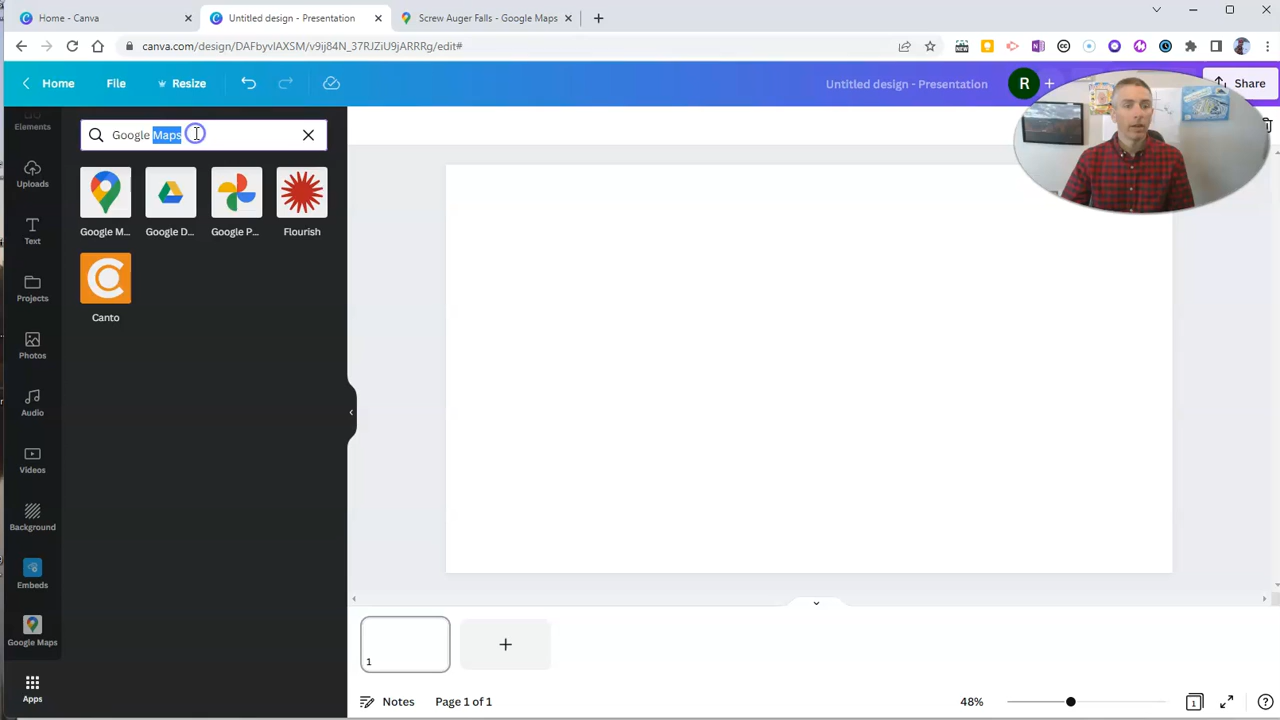 Home - Canva
Untitled design - Presentation
Screw Auger Falls - Google Maps
canva.com/design/DAFbyvlAXSM/v9ij84N_37RJZiU9jARRRg/edit#
Home
File
Resize
Untitled design - Presentation
R
Share
Elements
Google Maps
Uploads
Google M...
Google D...
Google P...
Flourish
Text
Projects
Canto
Photos
Audio
Videos
Background
Embeds
Google Maps
1
Apps
Notes
Page 1 of 1
48%
1